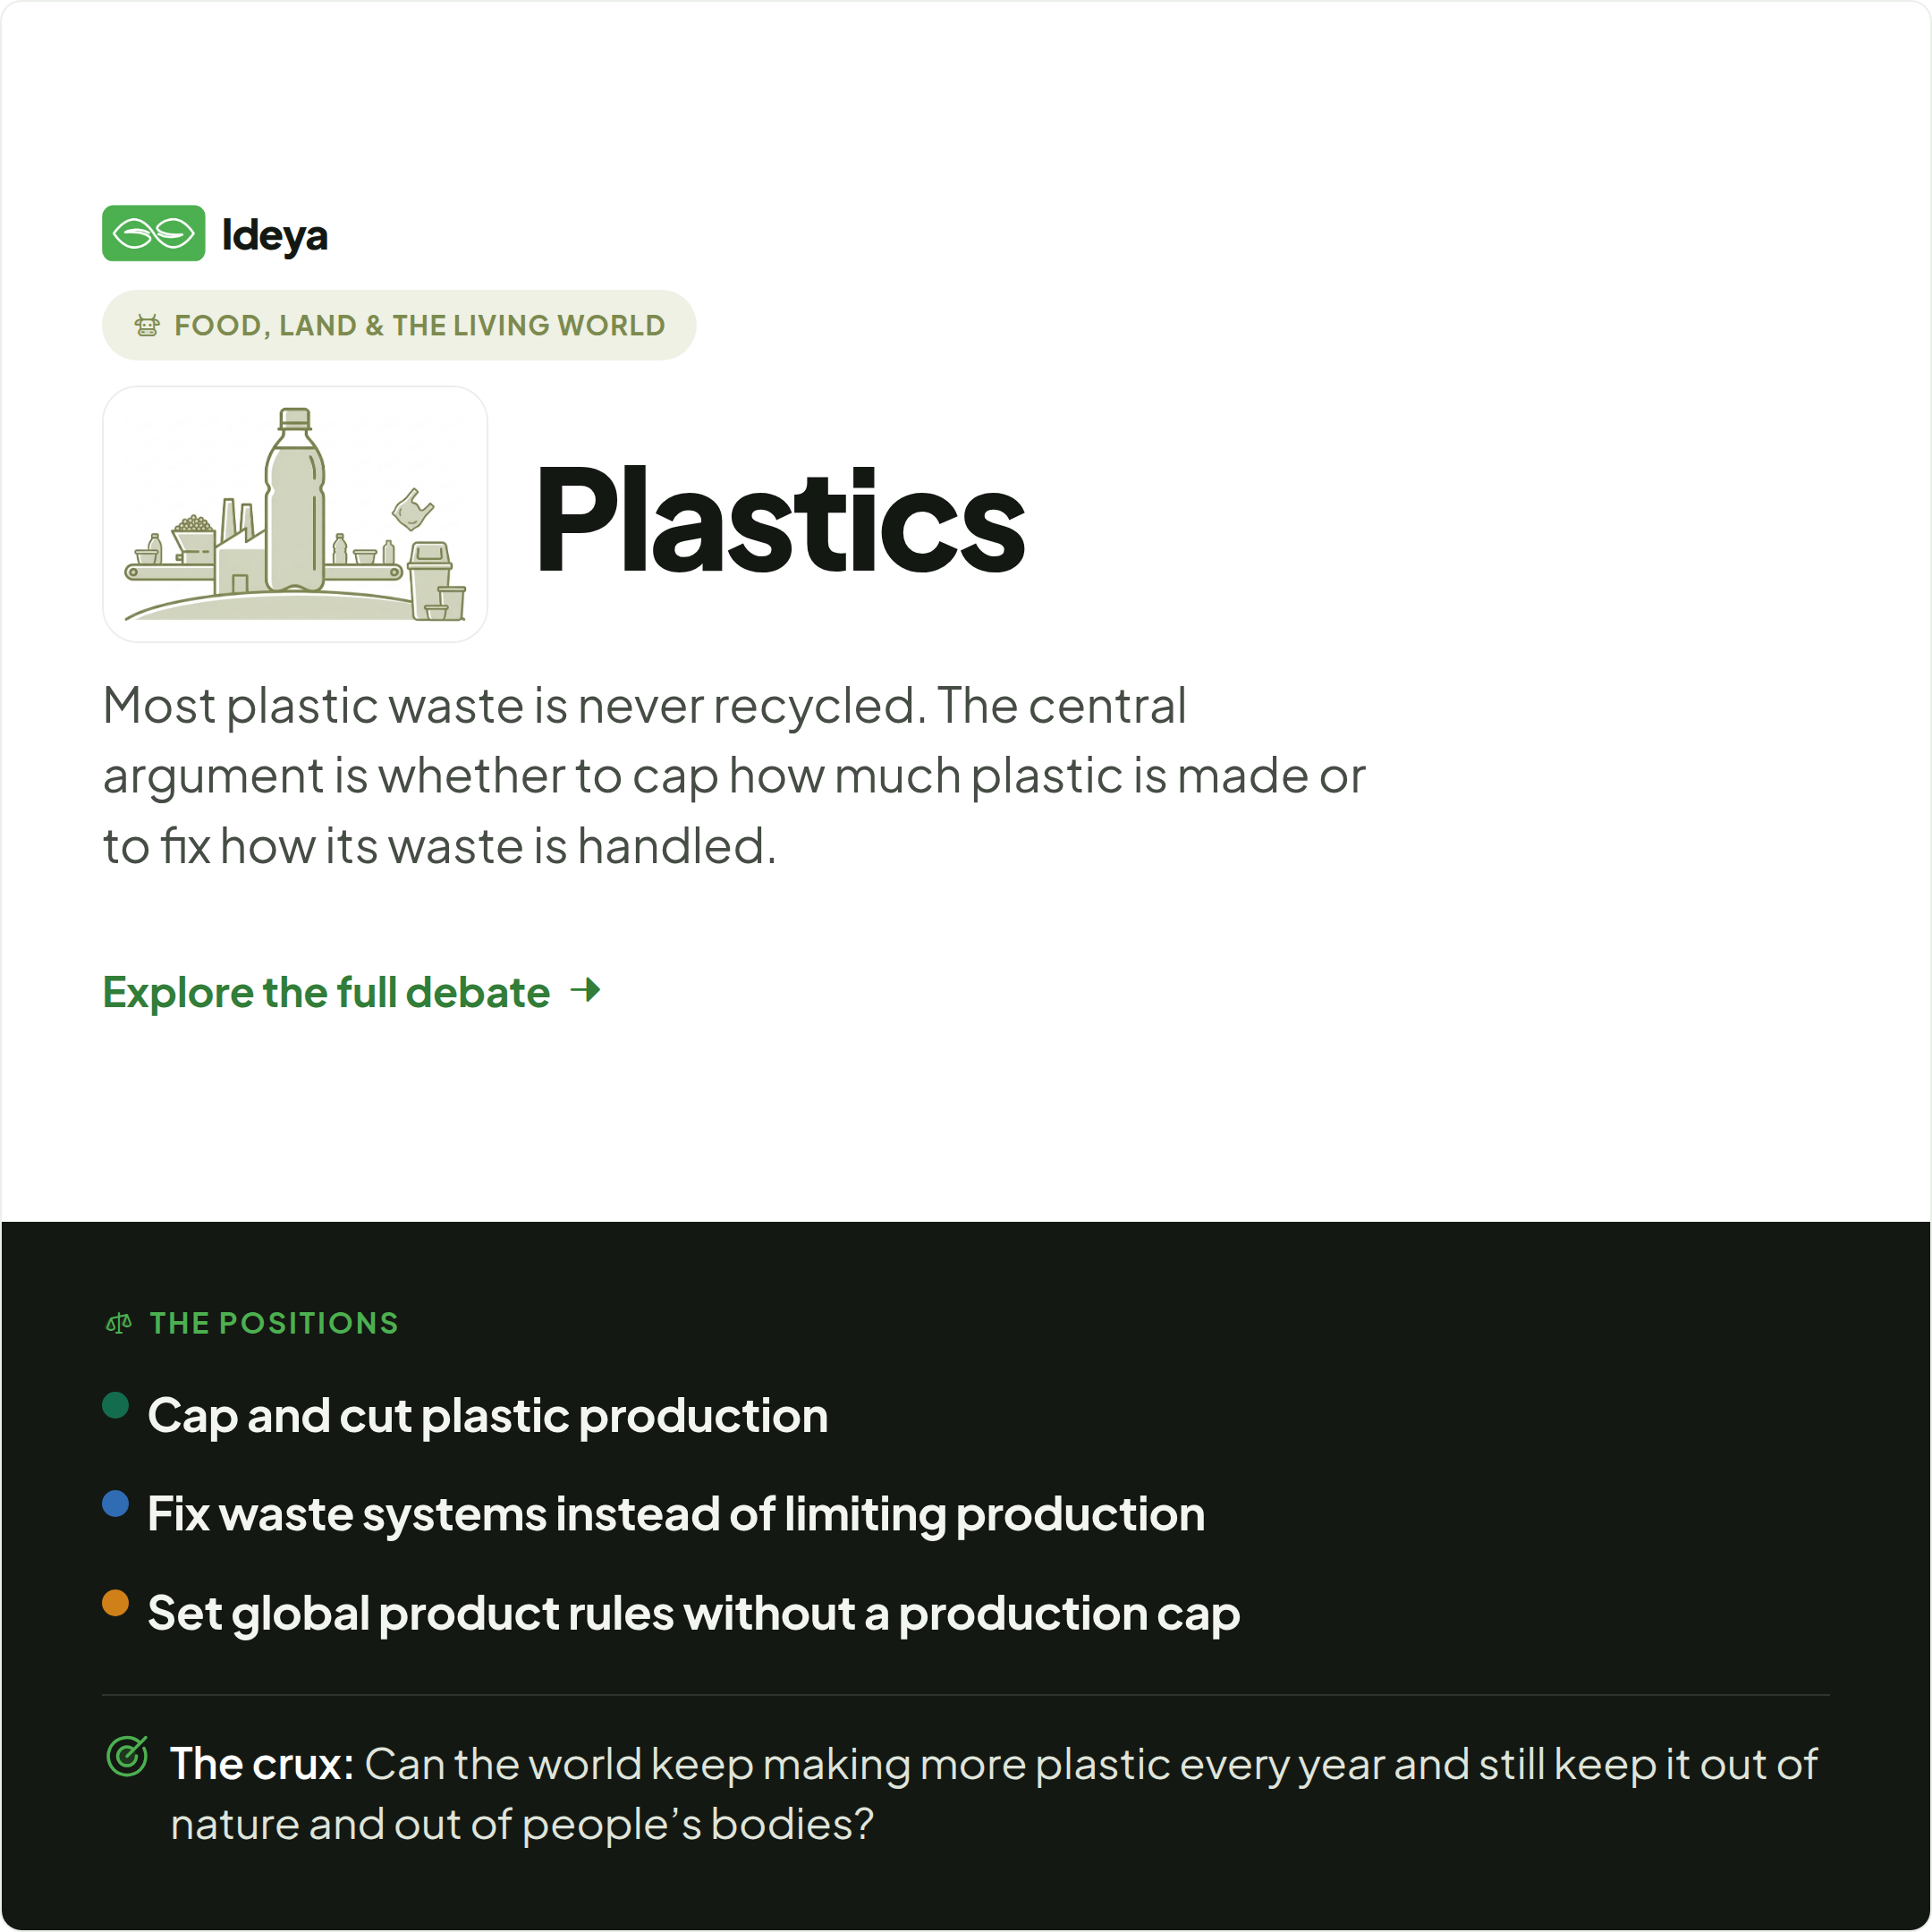 Ideya
FOOD, LAND & THE LIVING WORLD
Plastics
Most plastic waste is never recycled. The central
argument is whether to cap how much plastic is made or
to fix how its waste is handled.
Explore the full debate
THE POSITIONS
Cap and cut plastic production
Fix waste systems instead of limiting production
Set global product rules without a production cap
The crux: Can the world keep making more plastic every year and still keep it out of
nature and out of people’s bodies?